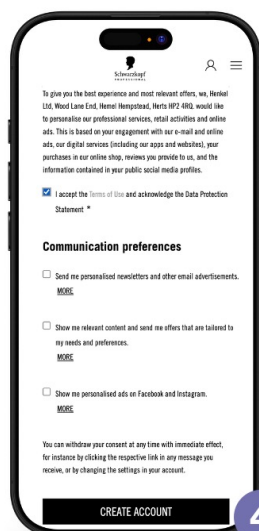 Schwarzkopf
PROFESSIONAL
To give you the best experience and most relevant offers, we, Henkel
Ltd, Wood Lane End, Hemel Hempstead, Herts HP2 4RQ. would like
to personalise our professional services, retail activities and online
ads. This is based on your engagement with our e-mail and online
ads, our digital services (including our apps and websites), your
purchases in our online shop, reviews you provide to us, and the
information contained in your public social media profiles.
I accept the Terms of Use and acknowledge the Data Protection
Statement *
Communication preferences
Send me personalised newsletters and other email advertisements.
MORE
Show me relevant content and send me offers that are tailored to
my needs and preferences.
MORE
Show me personalised ads on Facebook and Instagram.
MORE
You can withdraw your consent at any time with immediate effect,
for instance by clicking the respective link in any message you
receive, or by changing the settings in your account.
CREATE ACCOUNT
4